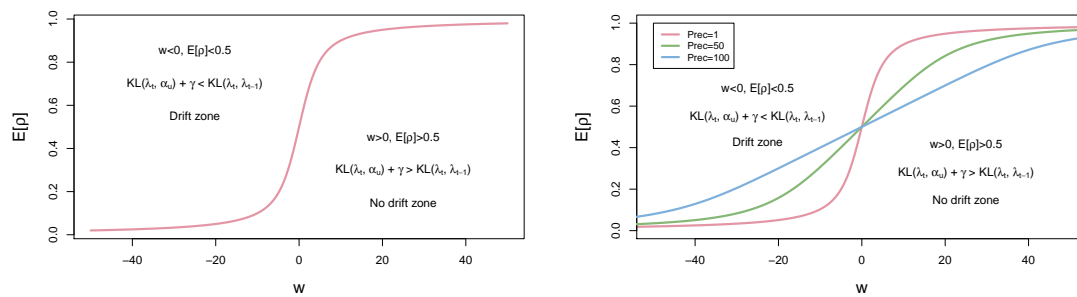 E[ρ]
0.0
0.2
0.4
0.6
0.8
1.0
w<0, E[ρ]<0.5
KL(λt, αu) + γ < KL(λt, λt−1)
Drift zone
w>0, E[ρ]>0.5
KL(λt, αu) + γ > KL(λt, λt−1)
No drift zone
−40
−20
0
20
40
w
E[ρ]
0.0
0.2
0.4
0.6
0.8
1.0
Prec=1
Prec=50
Prec=100
w<0, E[ρ]<0.5
KL(λt, αu) + γ < KL(λt, λt−1)
Drift zone
w>0, E[ρ]>0.5
KL(λt, αu) + γ > KL(λt, λt−1)
No drift zone
−40
−20
0
20
40
w